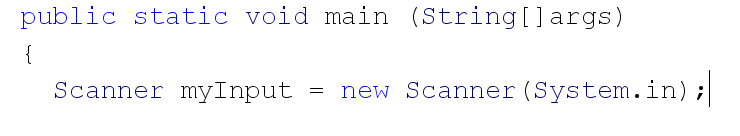 public static void main (String[]args)
{
Scanner myInput = new Scanner(System.in);